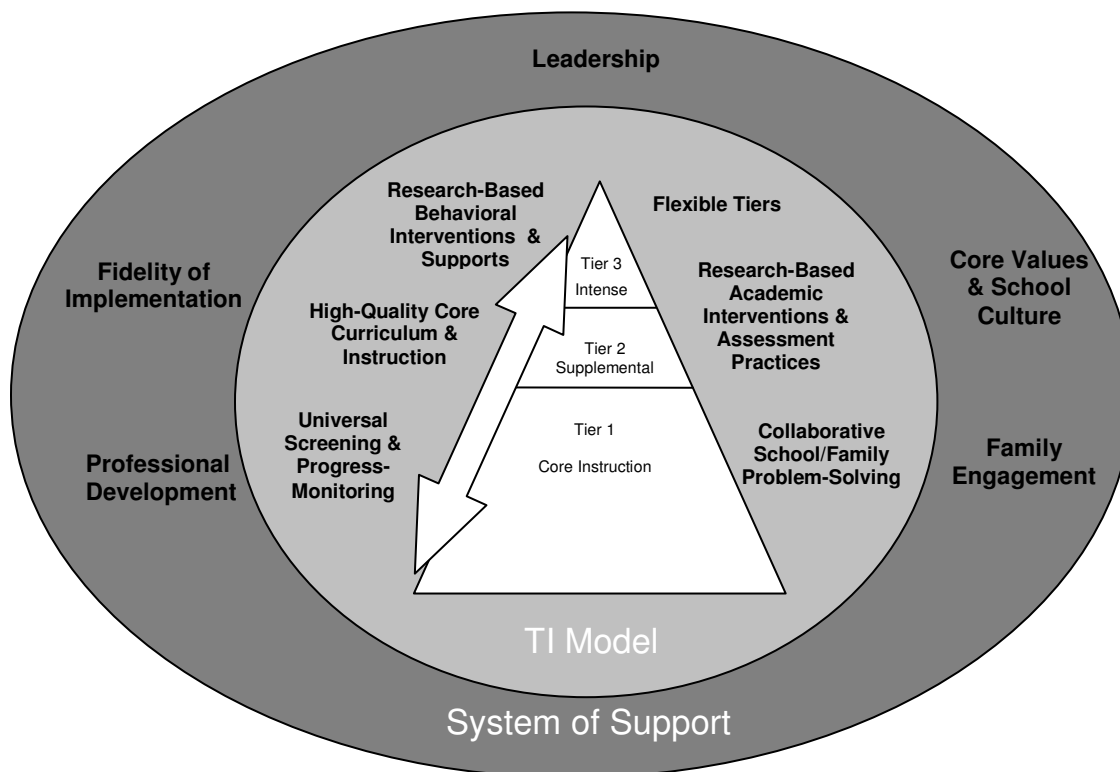 Leadership
Research-Based
Behavioral
Interventions &
Supports
Flexible Tiers
Fidelity of
Implementation
High-Quality Core
Curriculum &
Instruction
Tier 3
Intense
Research-Based
Academic
Interventions &
Assessment
Practices
Core Values
& School
Culture
Tier 2
Supplemental
Universal
Screening &
Progress-
Monitoring
Tier 1
Core Instruction
Collaborative
School/Family
Problem-Solving
Professional
Development
Family
Engagement
TI Model
System of Support